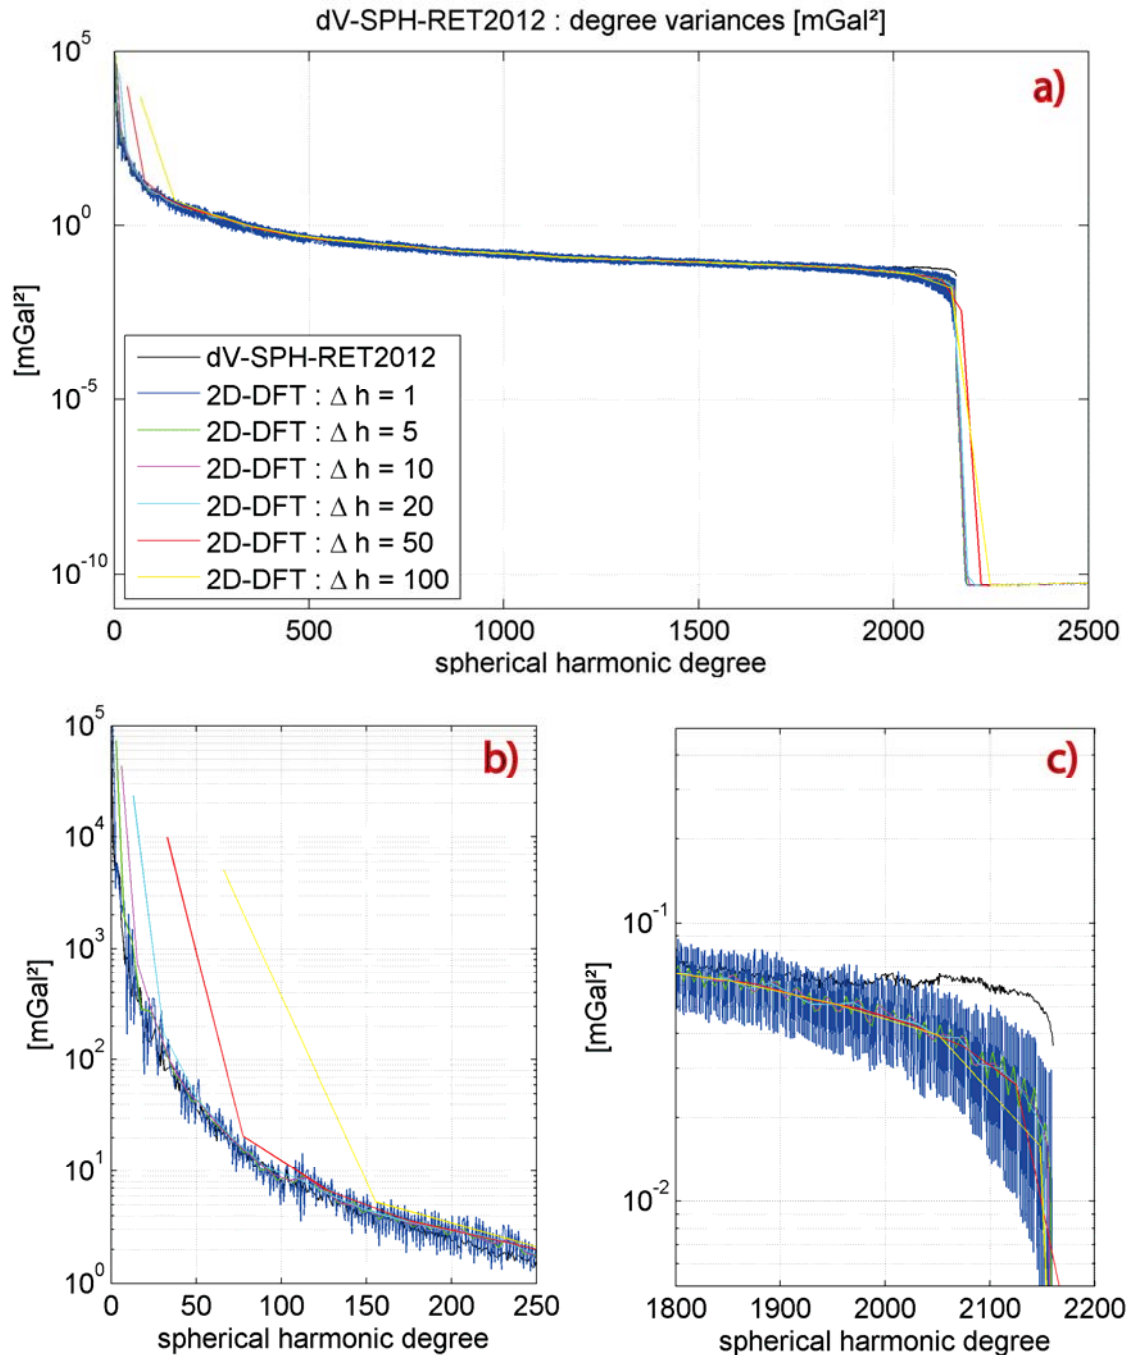 dV-SPH-RET2012 : degree variances [mGal²]
a)
10^5
10^0
10^-5
10^-10
[mGal²]
dV-SPH-RET2012
2D-DFT : Δ h = 1
2D-DFT : Δ h = 5
2D-DFT : Δ h = 10
2D-DFT : Δ h = 20
2D-DFT : Δ h = 50
2D-DFT : Δ h = 100
0 500 1000 1500 2000 2500
spherical harmonic degree
b)
10^5
10^4
10^3
10^2
10^1
10^0
[mGal²]
0 50 100 150 200 250
spherical harmonic degree
c)
10^-1
10^-2
[mGal²]
1800 1900 2000 2100 2200
spherical harmonic degree